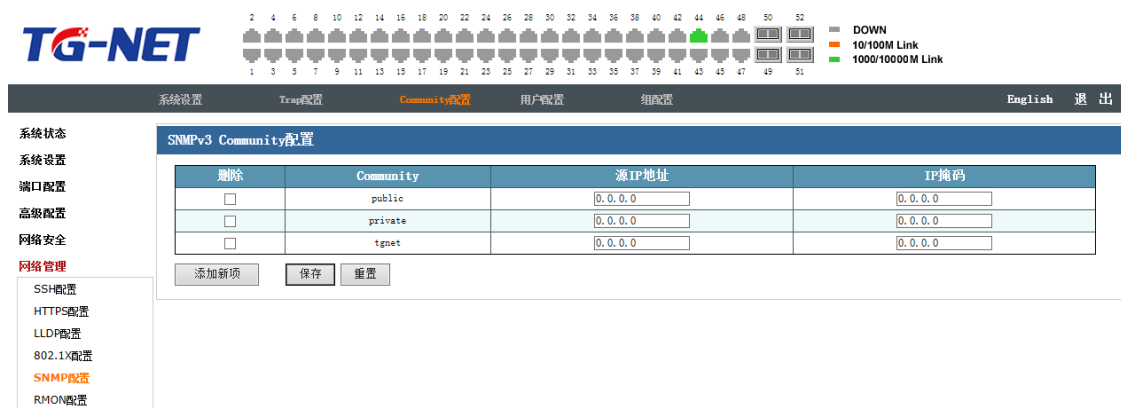 2 4 6 8 10 12 14 16 18 20 22 24 26 28 30 32 34 36 38 40 42 44 46 48 50 52
TG-NET
DOWN
10/100M Link
1000/10000M Link
1 3 5 7 9 11 13 15 17 19 21 23 25 27 29 31 33 35 37 39 41 43 45 47 49 51
系统设置 Trap配置 Community配置 用户配置 组配置 English 退 出
系统状态
系统设置
端口配置
高级配置
网络安全
网络管理
SSH配置
HTTPS配置
LLDP配置
802.1X配置
SNMP配置
RMON配置
SNMPv3 Community配置
删除 Community 源IP地址 IP掩码
public 0.0.0.0 0.0.0.0
private 0.0.0.0 0.0.0.0
tgnet 0.0.0.0 0.0.0.0
添加新项 保存 重置